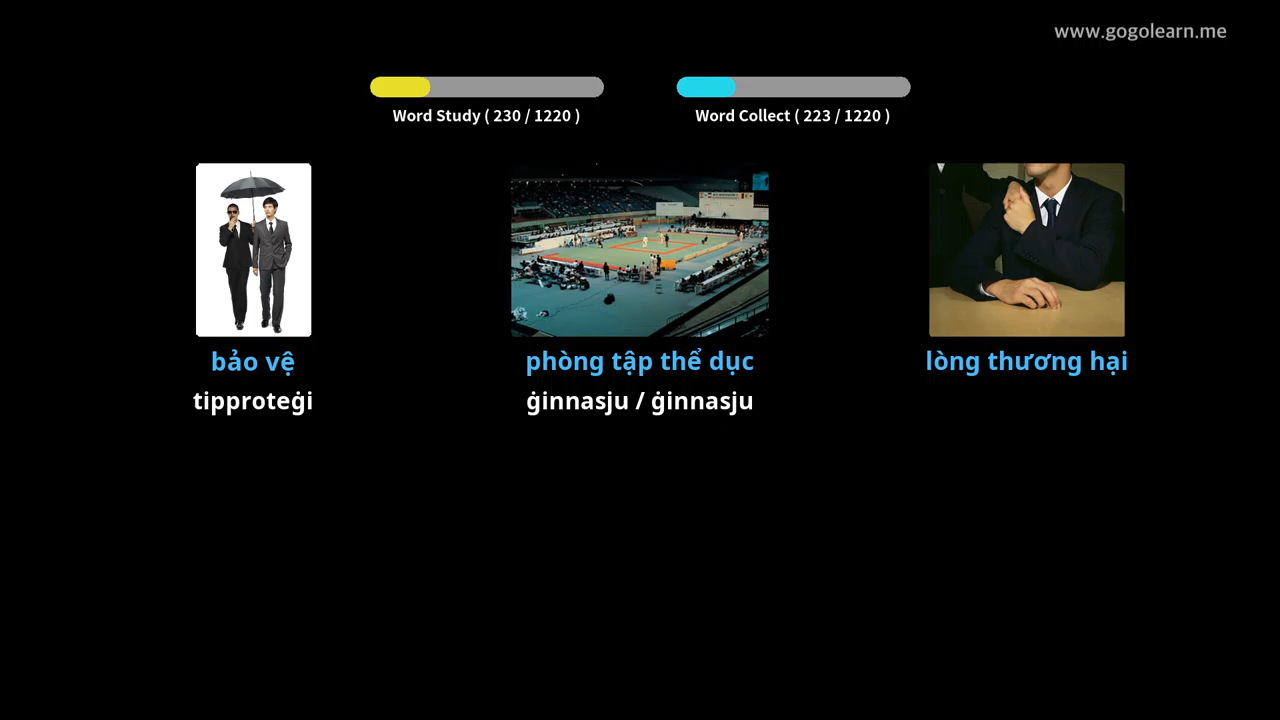 www.gogolearn.me
Word Study ( 230 / 1220 )
Word Collect ( 223 / 1220 )
bảo vệ
tipproteġi
phòng tập thể dục
ġinnasju / ġinnasju
lòng thương hại